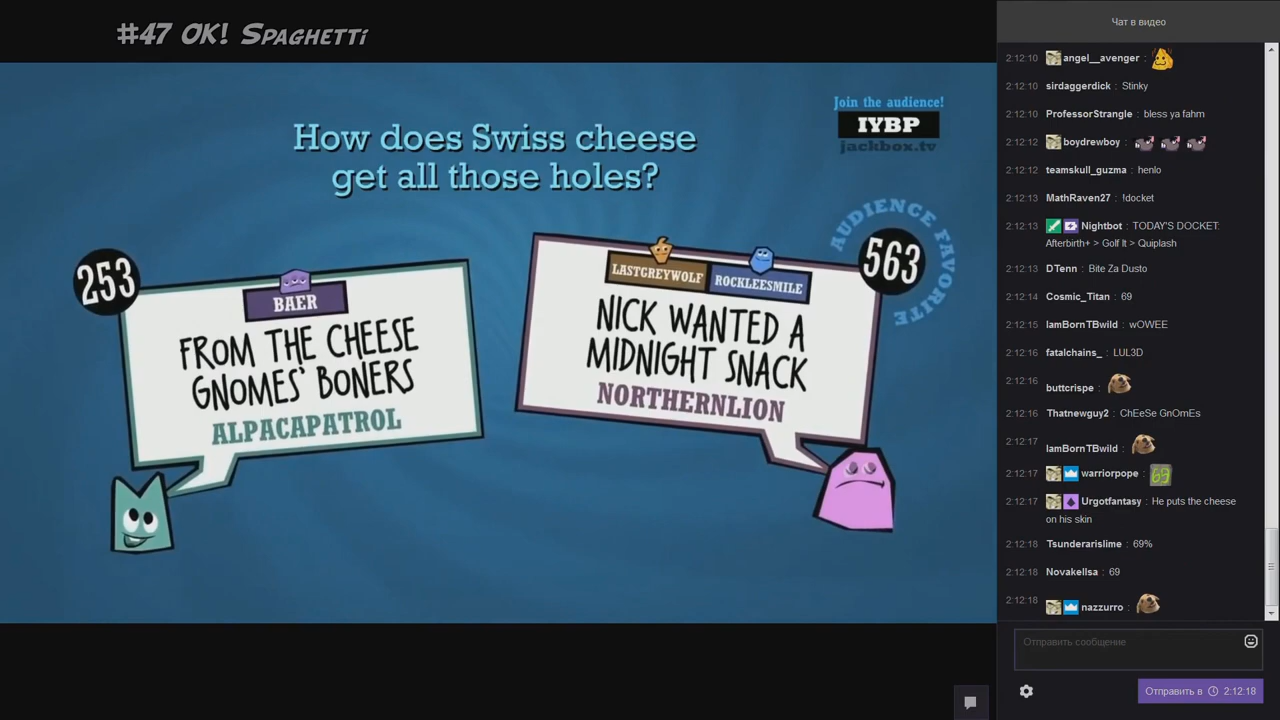 #47 OK! Spaghetti
Join the audience!
IYBP
jackbox.tv
How does Swiss cheese
get all those holes?
AUDIENCE FAVORITE
253
BAER
FROM THE CHEESE
GNOMES' BONERS
ALPACAPATROL
563
LASTGREYWOLF
ROCKLEESMILE
NICK WANTED A
MIDNIGHT SNACK
NORTHERNLION
Чат в видео
2:12:10 angel__avenger :
2:12:10 sirdaggerdick : Stinky
2:12:10 ProfessorStrangle : bless ya fahm
2:12:12 boydrewboy :
2:12:12 teamskull_guzma : henlo
2:12:13 MathRaven27 : !docket
2:12:13 Nightbot : TODAY'S DOCKET:
Afterbirth+ > Golf It > Quiplash
2:12:13 DTenn : Bite Za Dusto
2:12:14 Cosmic_Titan : 69
2:12:15 IamBornTBwild : wOWEE
2:12:16 fatalchains_ : LUL3D
2:12:16 buttcrispe :
2:12:16 Thatnewguy2 : ChEeSe GnOmEs
2:12:17 IamBornTBwild :
2:12:17 warriorpope : 69
2:12:17 Urgotfantasy : He puts the cheese
on his skin
2:12:18 Tsunderarislime : 69%
2:12:18 Novakellsa : 69
2:12:18 nazzurro :
Отправить сообщение
Отправить в 2:12:18